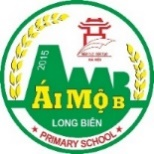 2015
ÁI MỘ B
LONG BIÊN
PRIMARY SCHOOL